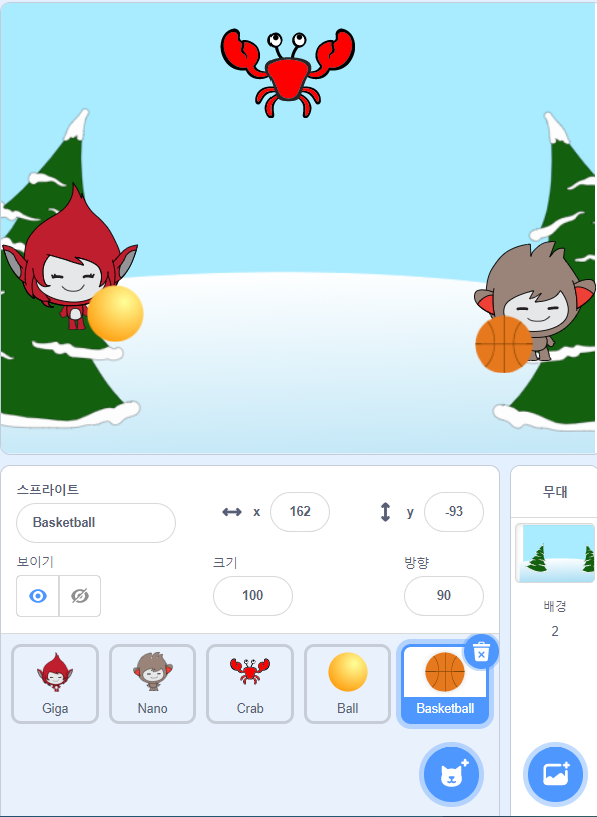 스프라이트
Basketball
x 162
y -93
무대
보이기
크기
100
방향
90
배경
2
Giga
Nano
Crab
Ball
Basketball